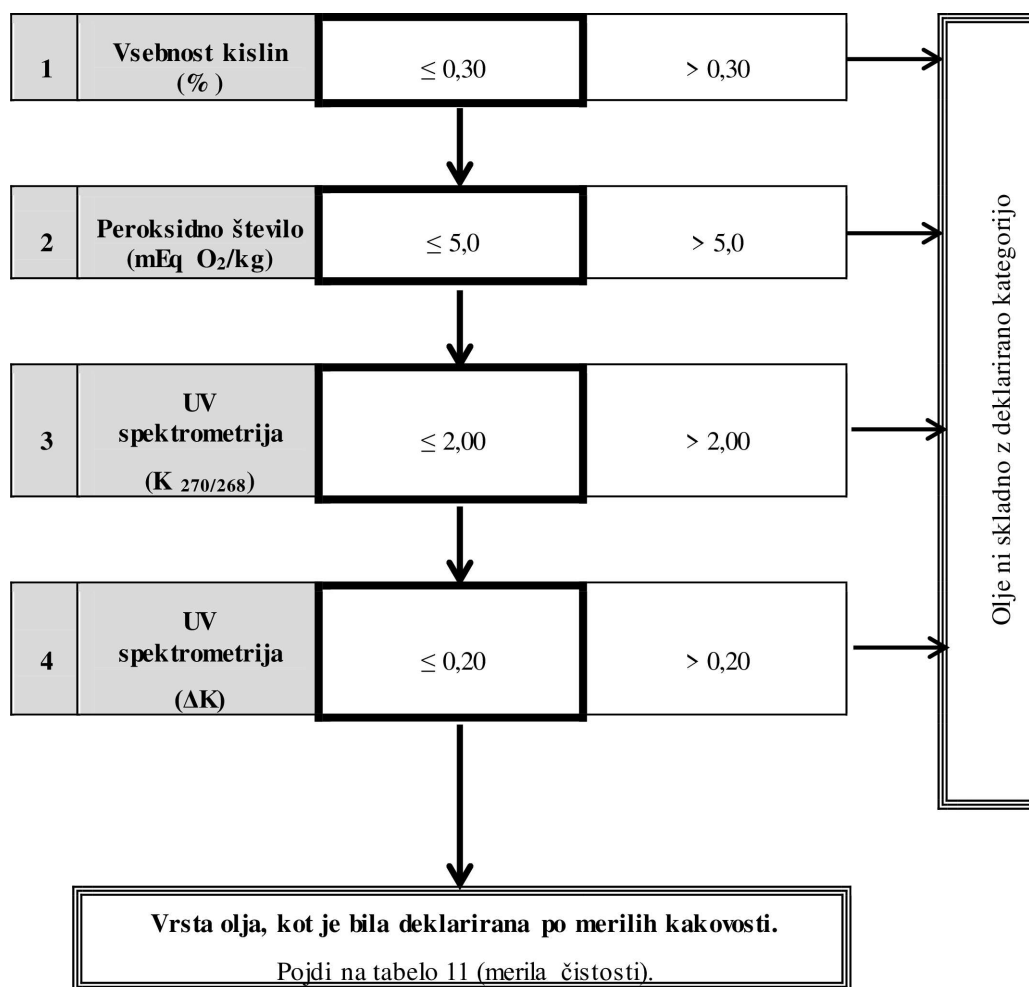 1
Vsebnost kislin
(%)
≤ 0,30
> 0,30
2
Peroksidno število
(mEq O₂/kg)
≤ 5,0
> 5,0
3
UV
spektrometrija
(K 270/268)
≤ 2,00
> 2,00
4
UV
spektrometrija
(ΔK)
≤ 0,20
> 0,20
Olje ni skladno z deklarirano kategorijo
Vrsta olja, kot je bila deklarirana po merilih kakovosti.
Pojdi na tabelo 11 (merila čistosti).